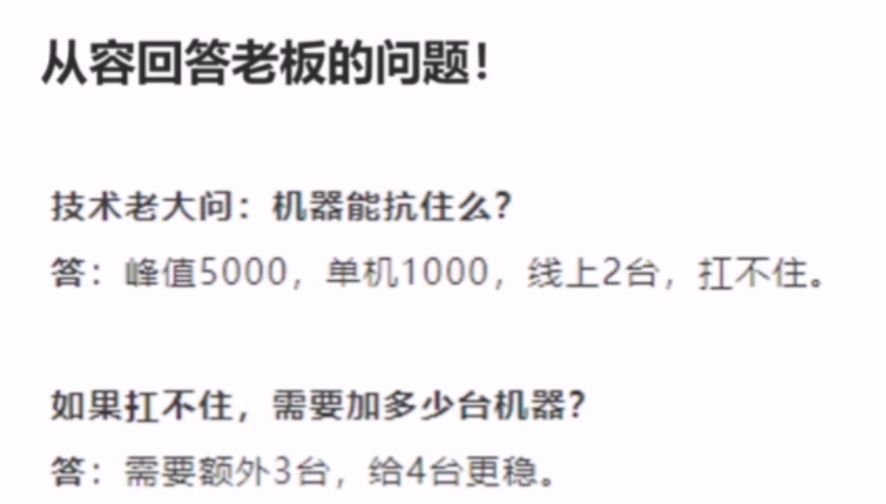 从容回答老板的问题！
技术老大问：机器能抗住么？
答：峰值5000，单机1000，线上2台，扛不住。
如果扛不住，需要加多少台机器？
答：需要额外3台，给4台更稳。